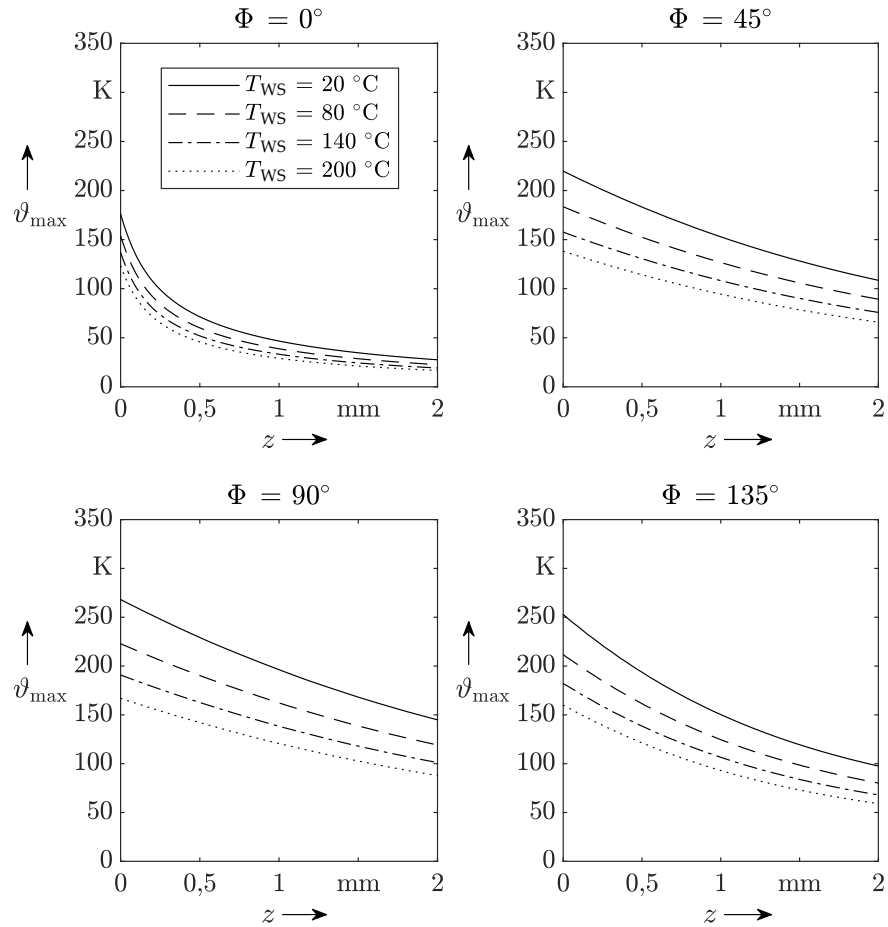 Φ = 0°
350
K
250
200
150
100
50
0
ϑmax
T_WS = 20 °C
T_WS = 80 °C
T_WS = 140 °C
T_WS = 200 °C
0 0,5 1 mm 2
z
Φ = 45°
350
K
250
200
150
100
50
0
ϑmax
0 0,5 1 mm 2
z
Φ = 90°
350
K
250
200
150
100
50
0
ϑmax
0 0,5 1 mm 2
z
Φ = 135°
350
K
250
200
150
100
50
0
ϑmax
0 0,5 1 mm 2
z